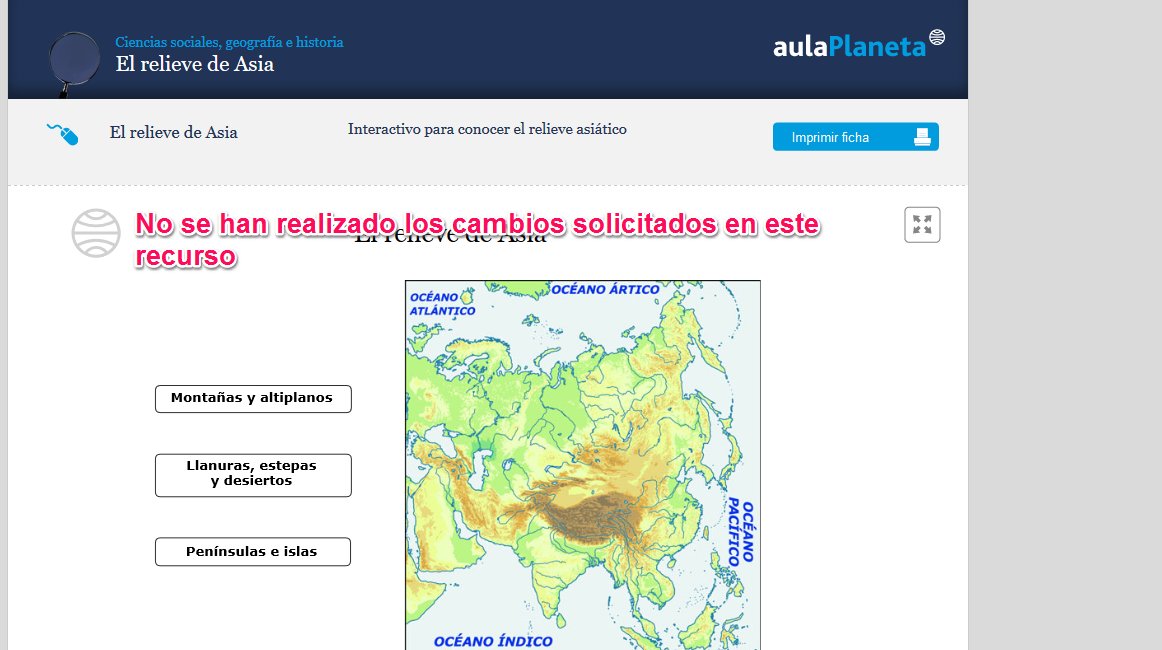 Ciencias sociales, geografía e historia
El relieve de Asia
aulaPlaneta
El relieve de Asia
Interactivo para conocer el relieve asiático
Imprimir ficha
No se han realizado los cambios solicitados en este
recurso
El relieve de Asia
OCÉANO ÁRTICO
OCÉANO
ATLÁNTICO
Montañas y altiplanos
Llanuras, estepas
y desiertos
Penínsulas e islas
OCÉANO
PACÍFICO
OCÉANO ÍNDICO